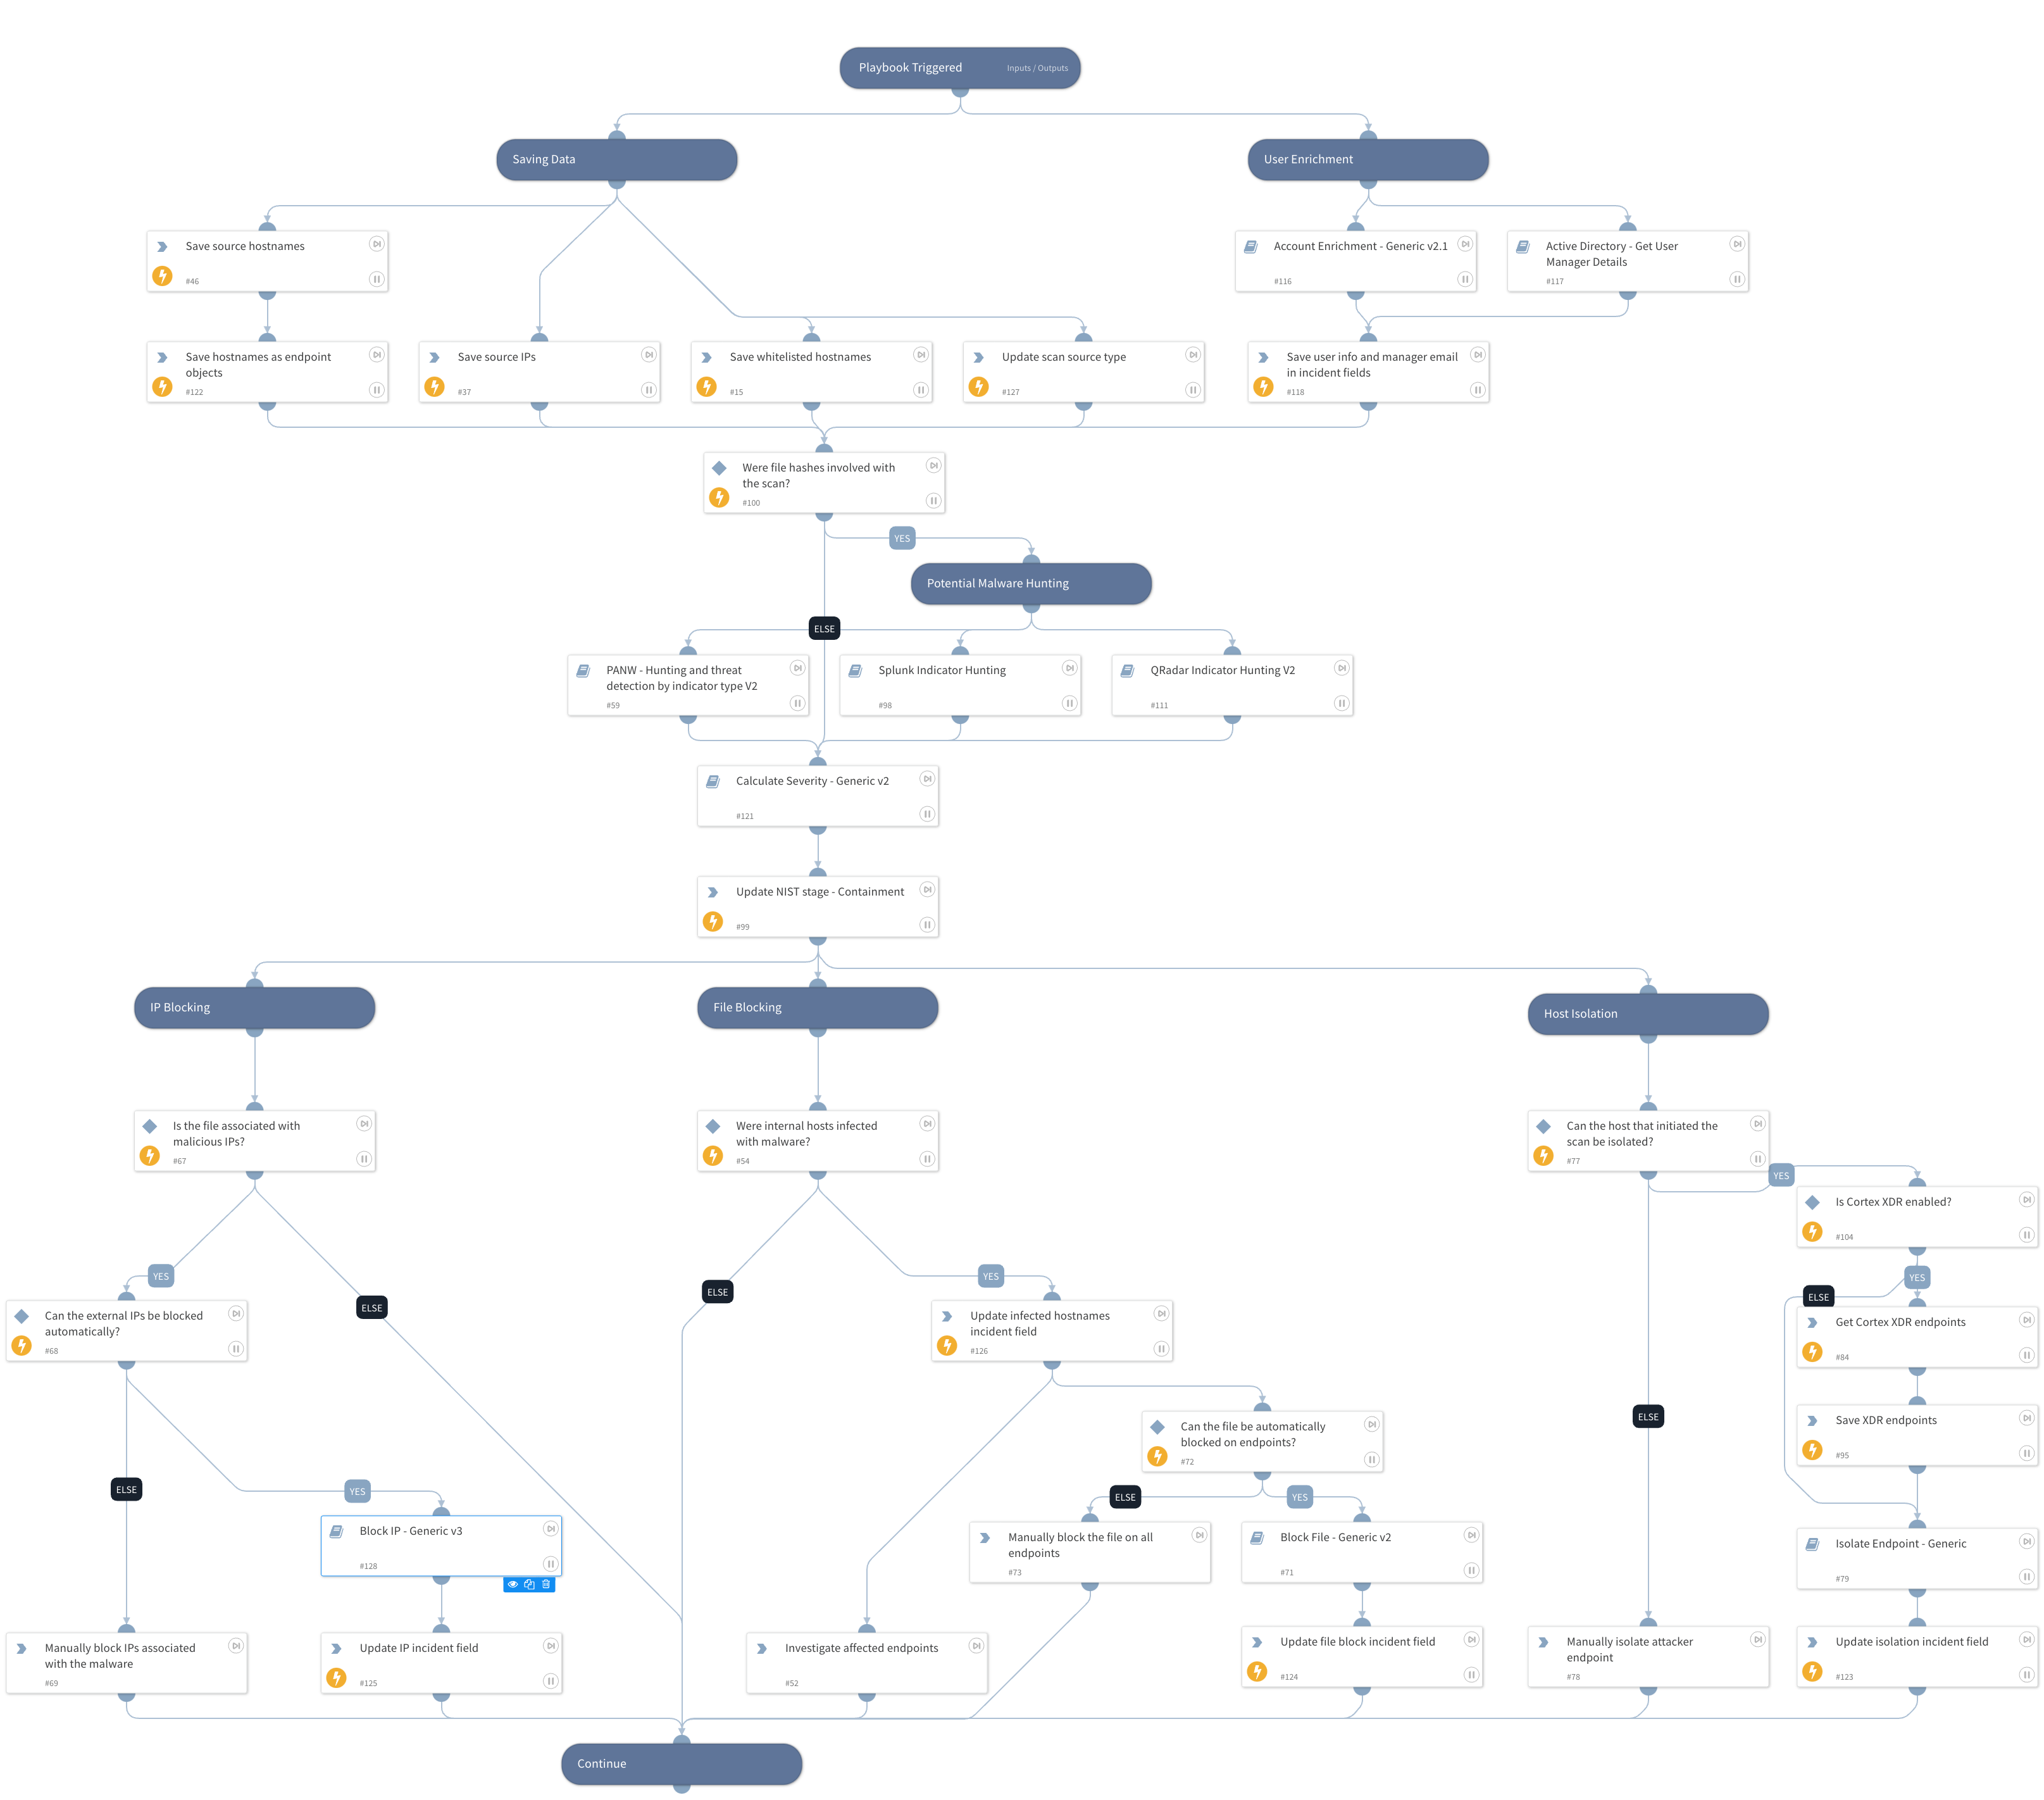 Playbook Triggered
Inputs / Outputs
Saving Data
User Enrichment
Save source hostnames
#46
Account Enrichment - Generic v2.1
#116
Active Directory - Get User
Manager Details
#117
Save hostnames as endpoint
objects
#122
Save source IPs
#37
Save whitelisted hostnames
#15
Update scan source type
#127
Save user info and manager email
in incident fields
#118
Were file hashes involved with
the scan?
#100
YES
Potential Malware Hunting
ELSE
PANW - Hunting and threat
detection by indicator type V2
#59
Splunk Indicator Hunting
#98
QRadar Indicator Hunting V2
#111
Calculate Severity - Generic v2
#121
Update NIST stage - Containment
#99
IP Blocking
File Blocking
Host Isolation
Is the file associated with
malicious IPs?
#67
Were internal hosts infected
with malware?
#54
Can the host that initiated the
scan be isolated?
#77
YES
Is Cortex XDR enabled?
#104
YES
ELSE
ELSE
YES
YES
ELSE
Can the external IPs be blocked
automatically?
#68
Update infected hostnames
incident field
#126
Get Cortex XDR endpoints
#84
Can the file be automatically
blocked on endpoints?
#72
ELSE
Save XDR endpoints
#95
ELSE
YES
ELSE
YES
Block IP - Generic v3
#128
Manually block the file on all
endpoints
#73
Block File - Generic v2
#71
Isolate Endpoint - Generic
#79
Manually block IPs associated
with the malware
#69
Update IP incident field
#125
Investigate affected endpoints
#52
Update file block incident field
#124
Manually isolate attacker
endpoint
#78
Update isolation incident field
#123
Continue